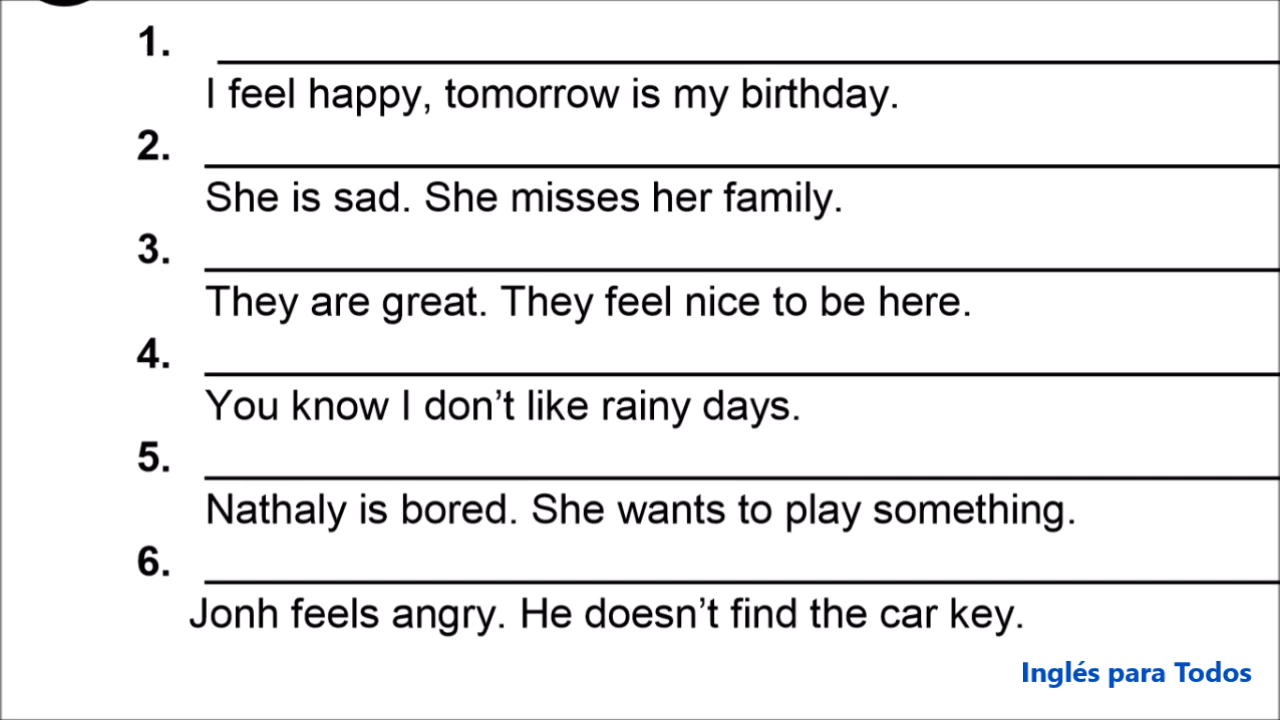 1.
I feel happy, tomorrow is my birthday.
2.
She is sad. She misses her family.
3.
They are great. They feel nice to be here.
4.
You know I don’t like rainy days.
5.
Nathaly is bored. She wants to play something.
6.
Jonh feels angry. He doesn’t find the car key.
Inglés para Todos